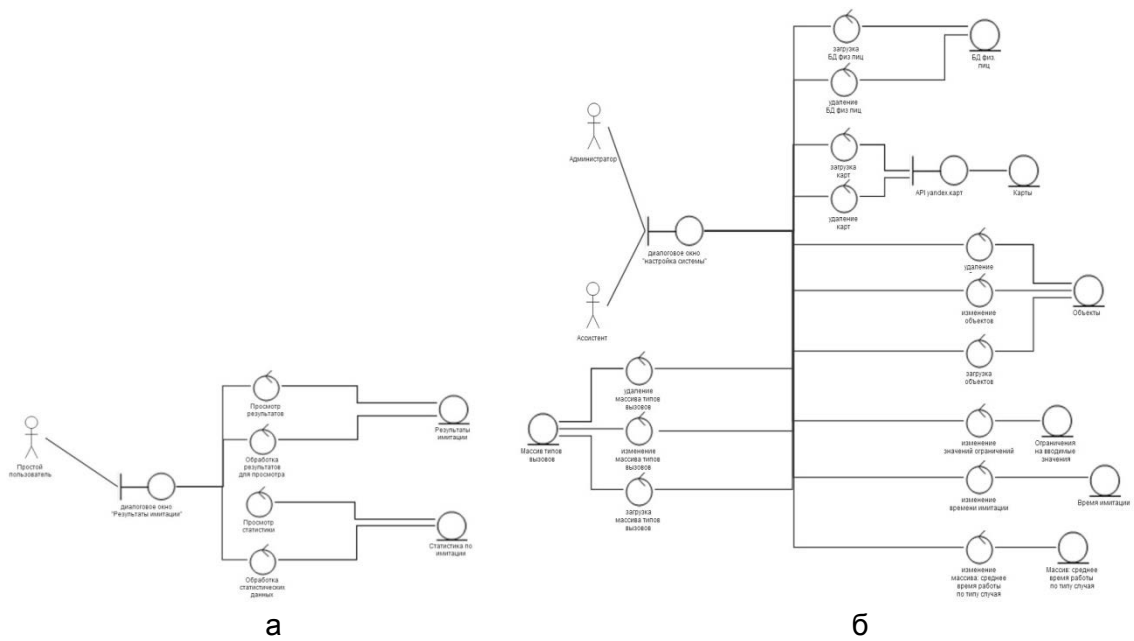 Простой
пользователь
диалоговое окно
"Результаты имитации"
Просмотр
результатов
Обработка
результатов
для просмотра
Просмотр
статистики
Обработка
статистических
данных
Результаты
имитации
Статистика по
имитации
а
Администратор
Ассистент
диалоговое окно
"настройка системы"
загрузка
БД физ лиц
удаление
БД физ лиц
БД физ.
лиц
загрузка
карт
удаление
карт
API yandex.карт
Карты
удаление
изменение
объектов
загрузка
объектов
Объекты
удаление
массива типов
вызовов
изменение
массива типов
вызовов
загрузка
массива типов
вызовов
Массив типов
вызовов
изменение
значений ограничений
Ограничения
на вводимые
значения
изменение
времени имитации
Время имитации
изменение
массива: среднее
время работы
по типу случая
Массив: среднее
время работы
по типу случая
б